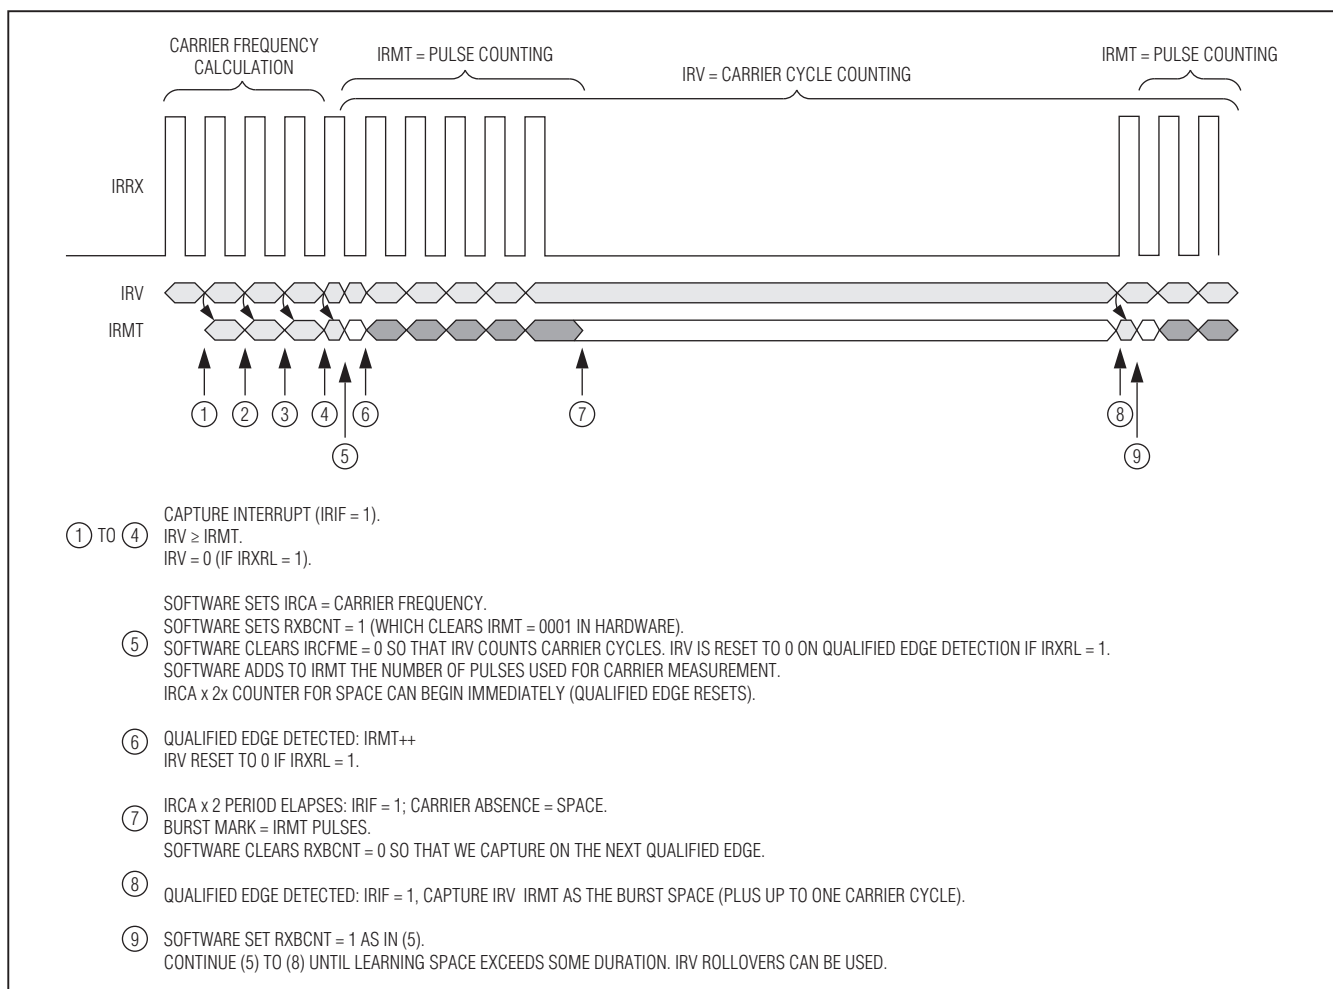 CARRIER FREQUENCY
CALCULATION
IRMT = PULSE COUNTING
IRV = CARRIER CYCLE COUNTING
IRMT = PULSE COUNTING
IRRX
IRV
IRMT
1
2
3
4
6
7
8
5
9
1 TO 4
CAPTURE INTERRUPT (IRIF = 1).
IRV ≥ IRMT.
IRV = 0 (IF IRXRL = 1).
5
SOFTWARE SETS IRCA = CARRIER FREQUENCY.
SOFTWARE SETS RXBCNT = 1 (WHICH CLEARS IRMT = 0001 IN HARDWARE).
SOFTWARE CLEARS IRCFME = 0 SO THAT IRV COUNTS CARRIER CYCLES. IRV IS RESET TO 0 ON QUALIFIED EDGE DETECTION IF IRXRL = 1.
SOFTWARE ADDS TO IRMT THE NUMBER OF PULSES USED FOR CARRIER MEASUREMENT.
IRCA x 2x COUNTER FOR SPACE CAN BEGIN IMMEDIATELY (QUALIFIED EDGE RESETS).
6
QUALIFIED EDGE DETECTED: IRMT++
IRV RESET TO 0 IF IRXRL = 1.
7
IRCA x 2 PERIOD ELAPSES: IRIF = 1; CARRIER ABSENCE = SPACE.
BURST MARK = IRMT PULSES.
SOFTWARE CLEARS RXBCNT = 0 SO THAT WE CAPTURE ON THE NEXT QUALIFIED EDGE.
8
QUALIFIED EDGE DETECTED: IRIF = 1, CAPTURE IRV IRMT AS THE BURST SPACE (PLUS UP TO ONE CARRIER CYCLE).
9
SOFTWARE SET RXBCNT = 1 AS IN (5).
CONTINUE (5) TO (8) UNTIL LEARNING SPACE EXCEEDS SOME DURATION. IRV ROLLOVERS CAN BE USED.